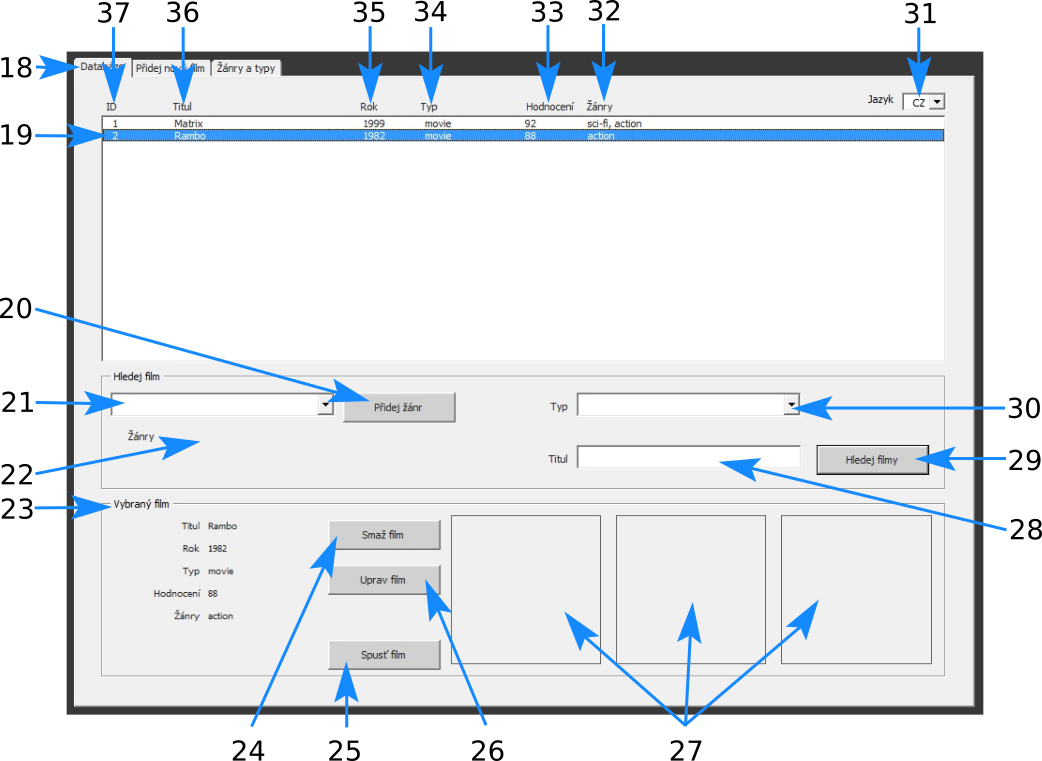 37 36 35 34 33 32 31
18 Databáze Přidej nový film Žánry a typy
ID Titul Rok Typ Hodnocení Žánry Jazyk CZ
1 Matrix 1999 movie 92 sci-fi, action
19 2 Rambo 1982 movie 88 action
20
Hledej film
21 Přidej žánr Typ 30
Žánry
22 Titul Hledej filmy 29
23 Vybraný film
Titul Rambo Smaž film 28
Rok 1982
Typ movie Uprav film
Hodnocení 88
Žánry action
Spusť film
24 25 26 27